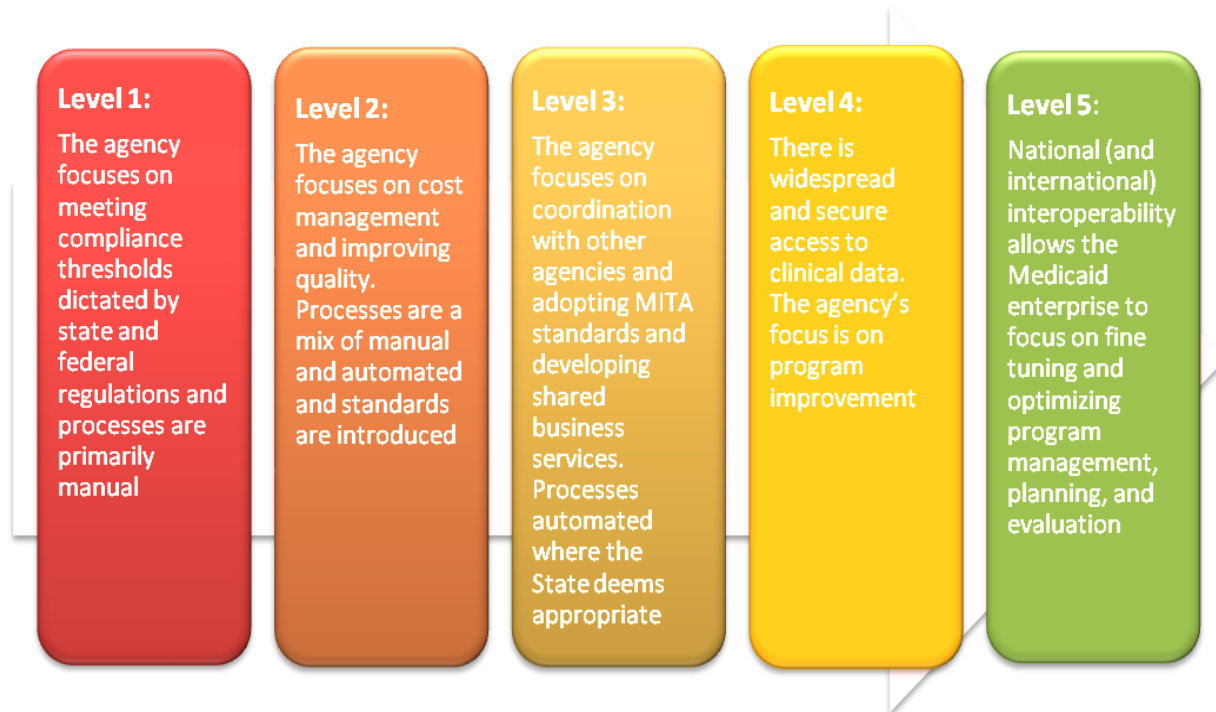 Level 1:
The agency
focuses on
meeting
compliance
thresholds
dictated by
state and
federal
regulations and
processes are
primarily
manual
Level 2:
The agency
focuses on cost
management
and improving
quality.
Processes are a
mix of manual
and automated
and standards
are introduced
Level 3:
The agency
focuses on
coordination
with other
agencies and
adopting MITA
standards and
developing
shared
business
services.
Processes
automated
where the
State deems
appropriate
Level 4:
There is
widespread
and secure
access to
clinical data.
The agency’s
focus is on
program
improvement
Level 5:
National (and
international)
interoperability
allows the
Medicaid
enterprise to
focus on fine
tuning and
optimizing
program
management,
planning, and
evaluation